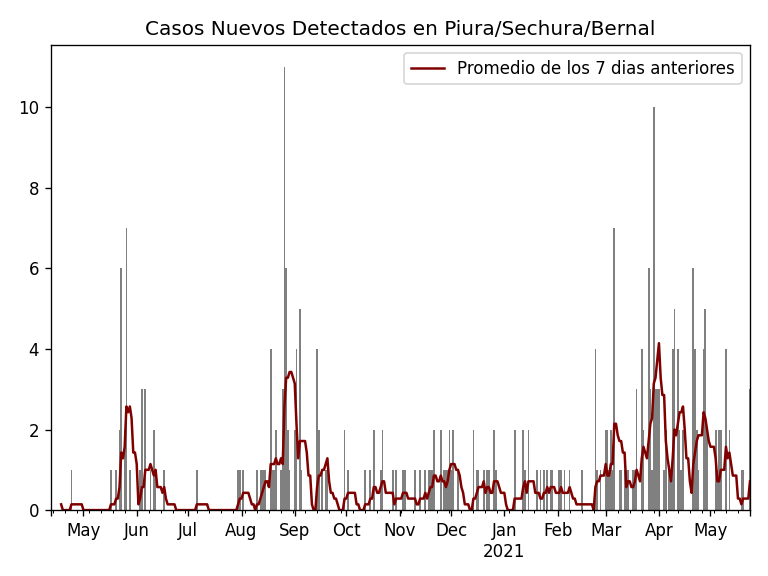 Casos Nuevos Detectados en Piura/Sechura/Bernal
Promedio de los 7 dias anteriores
10
8
6
4
2
0
May Jun Jul Aug Sep Oct Nov Dec Jan Feb Mar Apr May
2021